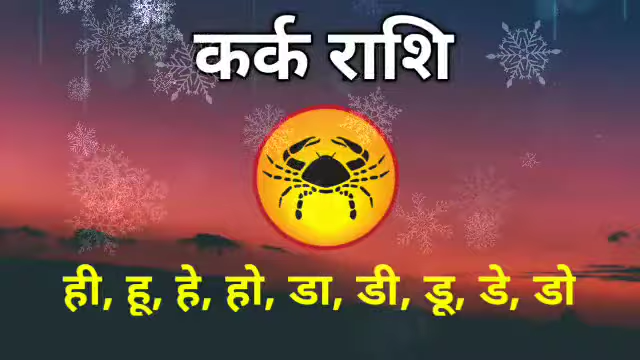 कर्क राशि
ही, हू, हे, हो, डा, डी, डू, डे, डो